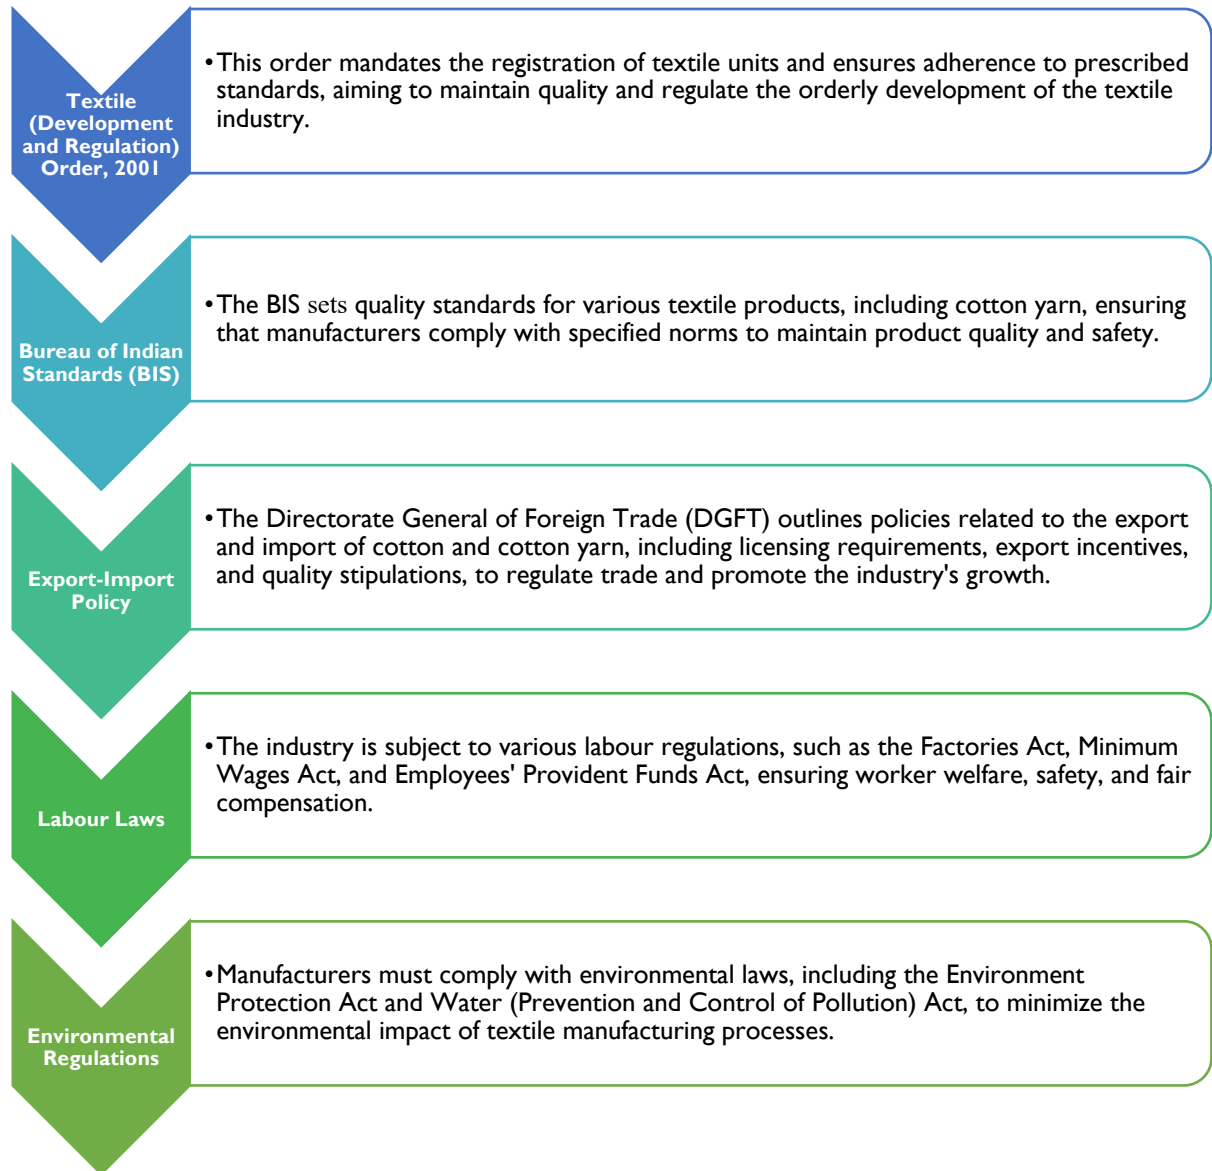 Textile
(Development
and Regulation)
Order, 2001
•This order mandates the registration of textile units and ensures adherence to prescribed
standards, aiming to maintain quality and regulate the orderly development of the textile
industry.
Bureau of Indian
Standards (BIS)
•The BIS sets quality standards for various textile products, including cotton yarn, ensuring
that manufacturers comply with specified norms to maintain product quality and safety.
Export-Import
Policy
•The Directorate General of Foreign Trade (DGFT) outlines policies related to the export
and import of cotton and cotton yarn, including licensing requirements, export incentives,
and quality stipulations, to regulate trade and promote the industry's growth.
Labour Laws
•The industry is subject to various labour regulations, such as the Factories Act, Minimum
Wages Act, and Employees' Provident Funds Act, ensuring worker welfare, safety, and fair
compensation.
Environmental
Regulations
•Manufacturers must comply with environmental laws, including the Environment
Protection Act and Water (Prevention and Control of Pollution) Act, to minimize the
environmental impact of textile manufacturing processes.